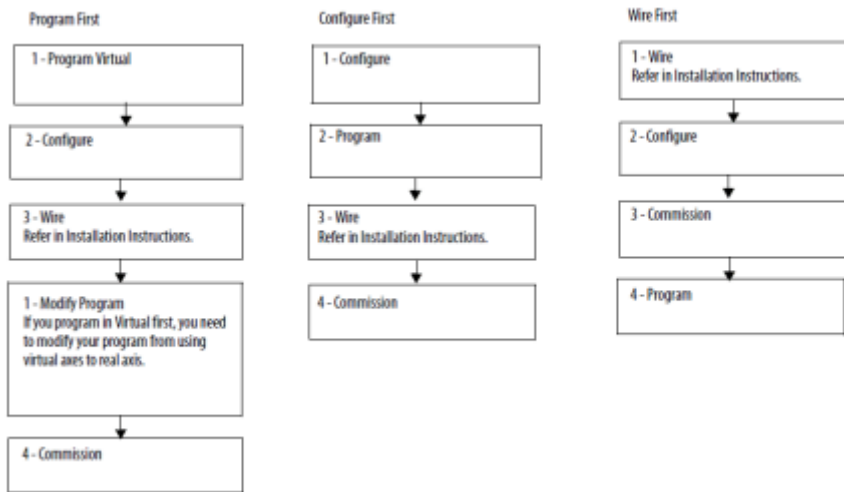 Program First
1 - Program Virtual
2 - Configure
3 - Wire
Refer in Installation Instructions.
1 - Modify Program
If you program in Virtual first, you need
to modify your program from using
virtual axes to real axis.
4 - Commission
Configure First
1 - Configure
2 - Program
3 - Wire
Refer in Installation Instructions.
4 - Commission
Wire First
1 - Wire
Refer in Installation Instructions.
2 - Configure
3 - Commission
4 - Program